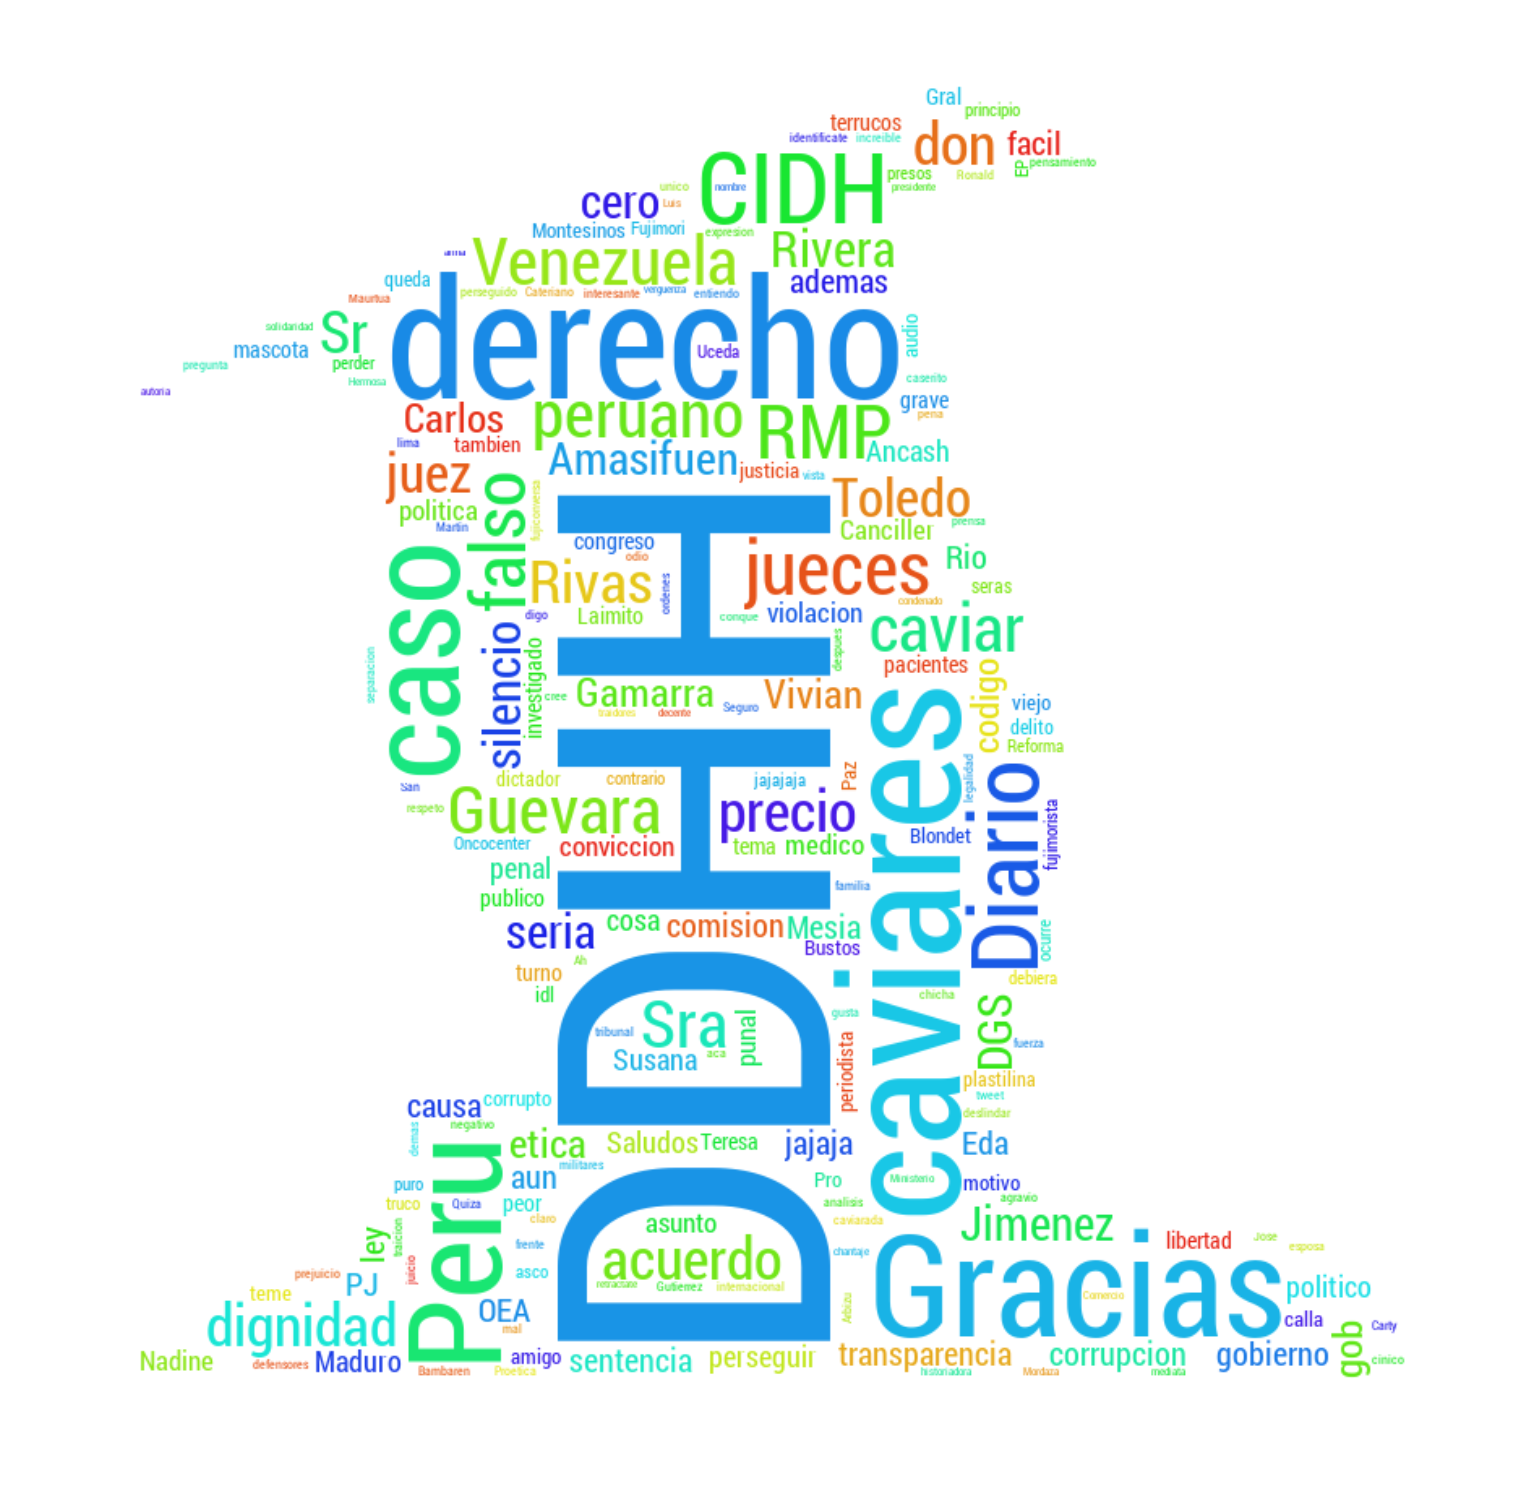 Gral
principio
terrucos
don
facil
identificate
increible
EP
pensamiento
CIDH
presos
Ronald
presidente
cero
unico
nombre
Luis
Montesinos
Fujimori
expresion
Rivera
Venezuela
ademas
queda
perseguido
Cateriano
interesante
verguenza
entiendo
Maurtua
derecho
Sr
solidaridad
audio
mascota
Uceda
pregunta
perder
Hermosa
caserito
autoria
grave
Carlos
peruano
RMP
pena
lima
tambien
Amasifuen
Ancash
juez
justicia
vista
falso
Toledo
politica
fujiconversa
Martin
Canciller
prensa
DDHH
congreso
odio
jueces
Rio
caso
Rivas
ordenes
seras
condenado
digo
Laimito
conque
violacion
caviar
silencio
investigado
despues
pacientes
separacion
cree
Gamarra
Vivian
codigo
traidores
decente
Seguro
viejo
delito
Reforma
caviares
San
dictador
contrario
jajajaja
Paz
legalidad
Diario
respeto
Guevara
precio
fujimorista
Oncocenter
conviccion
tema
medico
Blondet
penal
publico
familia
seria
cosa
comision
Mesia
Bustos
ocurre
Ah
turno
debiera
idl
chicha
Sra
punal
gusta
DGS
tribunal
Susana
aca
periodista
fuerza
plastilina
tweet
causa
corrupto
deslindar
negativo
demas
Peru
etica
Saludos
Teresa
jajaja
Eda
militares
aun
Pro
Ministerio
motivo
puro
truco
Quiza
peor
analisis
agravio
claro
asunto
caviarada
Jimenez
ley
traicion
frente
chantaje
libertad
Jose
esposa
juicio
asco
acuerdo
Gracias
prejuicio
PJ
retractate
Gutierrez
internacional
politico
teme
Comercio
dignidad
OEA
Arbizu
calla
Carty
mal
gob
Nadine
defensores
Maduro
amigo
sentencia
perseguir
transparencia
corrupcion
gobierno
cinico
Bambaren
Proetica
historiadora
Mordaza
mediata